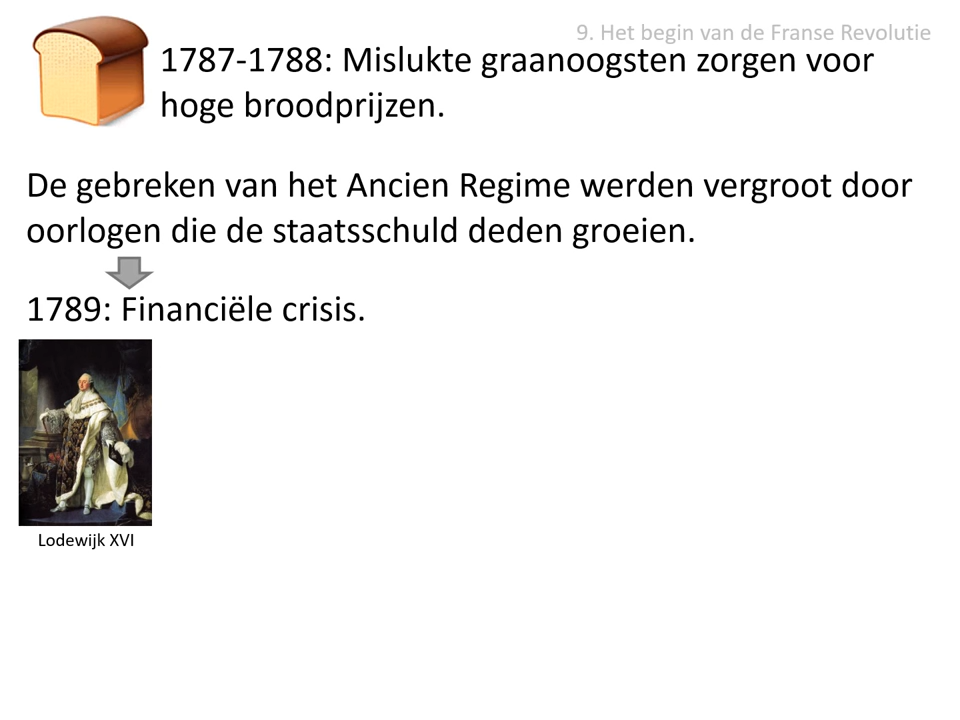 9. Het begin van de Franse Revolutie
1787-1788: Mislukte graanoogsten zorgen voor
hoge broodprijzen.
De gebreken van het Ancien Regime werden vergroot door
oorlogen die de staatsschuld deden groeien.
1789: Financiële crisis.
Lodewijk XVI